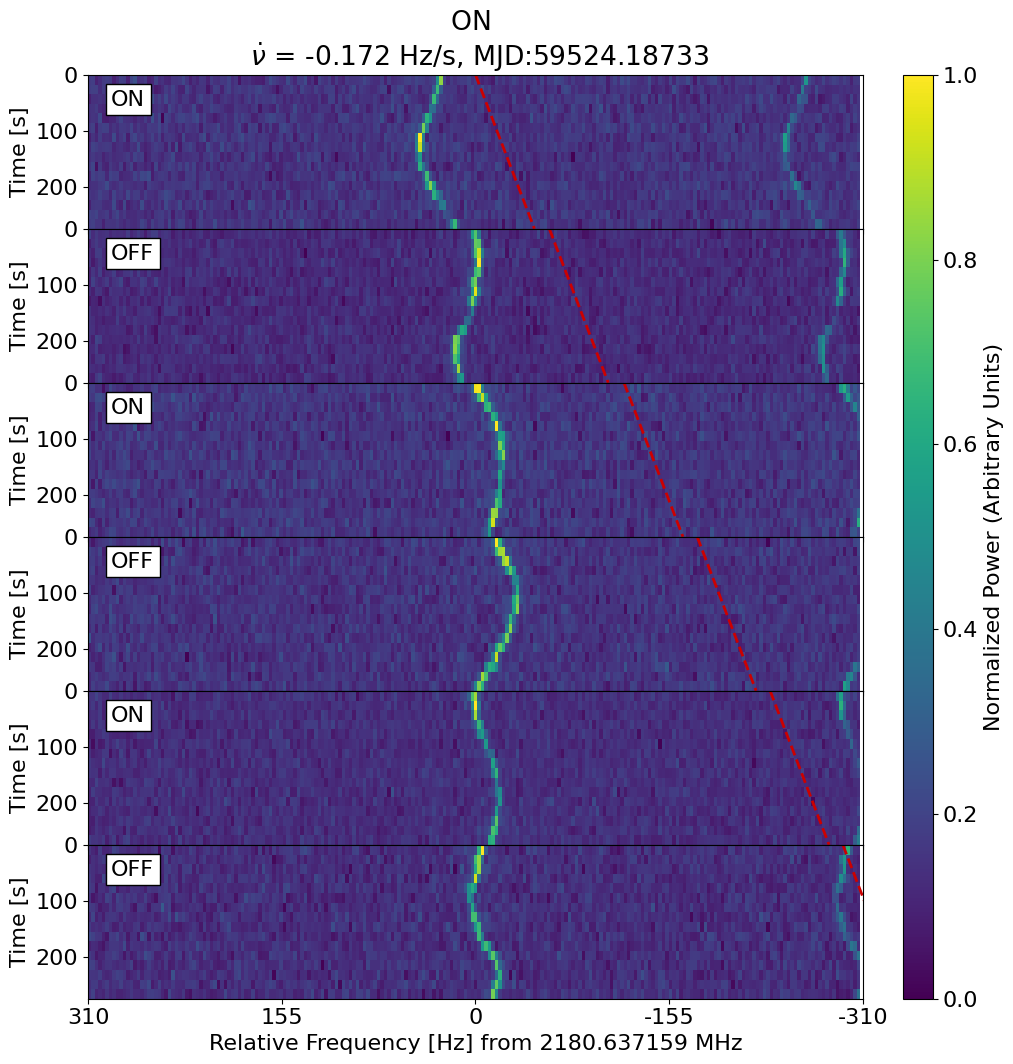 ON
ν̇ = -0.172 Hz/s, MJD:59524.18733
0
ON
100
200
Time [s]
0
OFF
100
200
Time [s]
0
ON
100
200
Time [s]
0
OFF
100
200
Time [s]
0
ON
100
200
Time [s]
0
OFF
100
200
Time [s]
310 155 0 -155 -310
Relative Frequency [Hz] from 2180.637159 MHz
1.0
0.8
0.6
0.4
0.2
0.0
Normalized Power (Arbitrary Units)